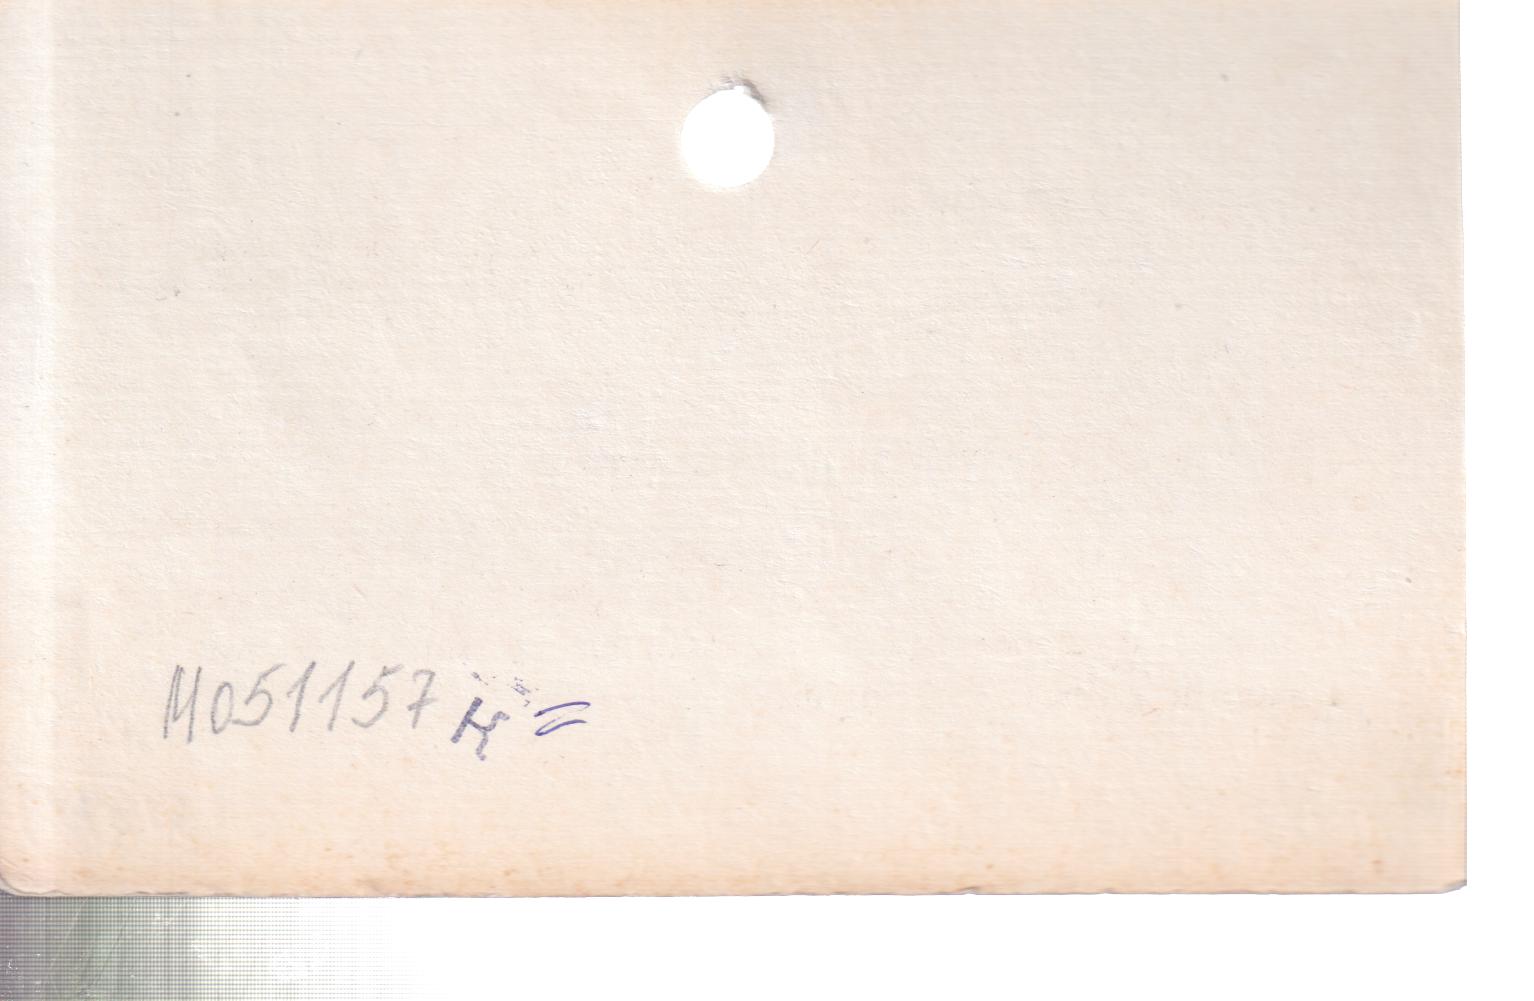 M051157 K =